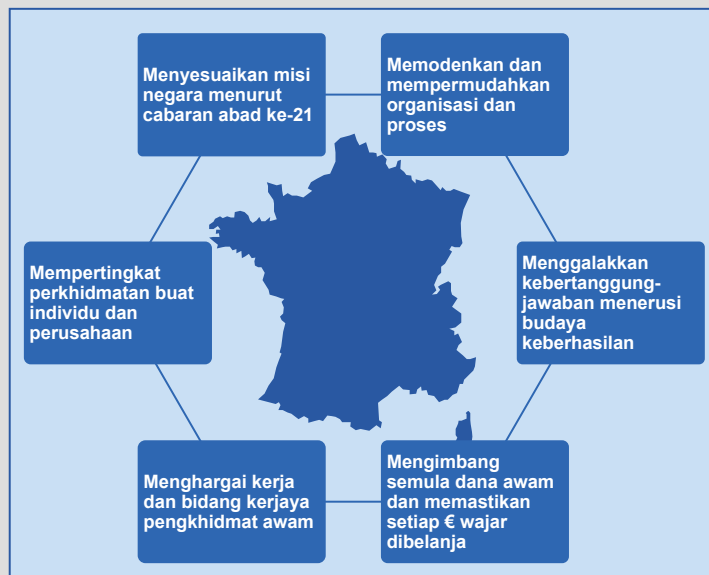 Menyesuaikan misi
negara menurut
cabaran abad ke-21
Memodenkan dan
mempermudahkan
organisasi dan
proses
Mempertingkat
perkhidmatan buat
individu dan
perusahaan
Menggalakkan
kebertanggung-
jawaban menerusi
budaya
keberhasilan
Menghargai kerja
dan bidang kerjaya
pengkhidmat awam
Mengimbang
semula dana awam
dan memastikan
setiap € wajar
dibelanja